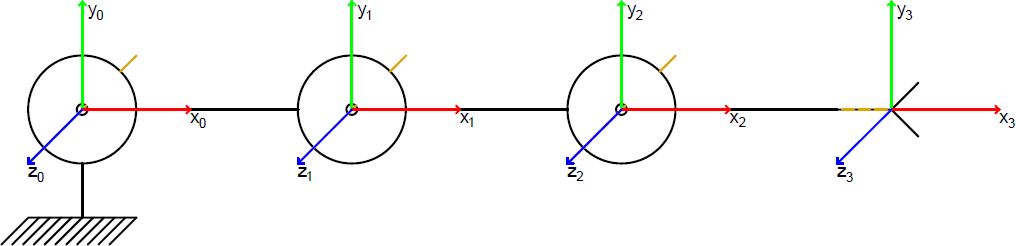 y₀ y₁ y₂ y₃
x₀ x₁ x₂ x₃
z₀ z₁ z₂ z₃